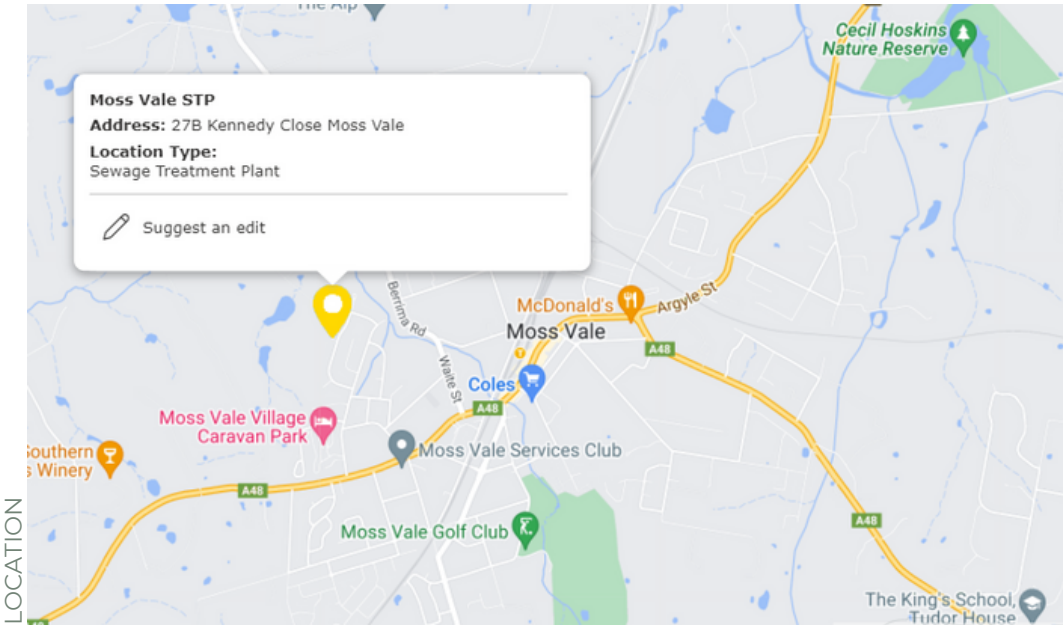 The Alp
Cecil Hoskins
Nature Reserve
Moss Vale STP
Address: 27B Kennedy Close Moss Vale
Location Type:
Sewage Treatment Plant
Suggest an edit
Berrima Rd
McDonald's
Argyle St
Moss Vale
A48
Waite St
Coles
A48
Moss Vale Village
Caravan Park
Moss Vale Services Club
Southern
s Winery
A48
Moss Vale Golf Club
A48
LOCATION
The King's School,
Tudor House
A48